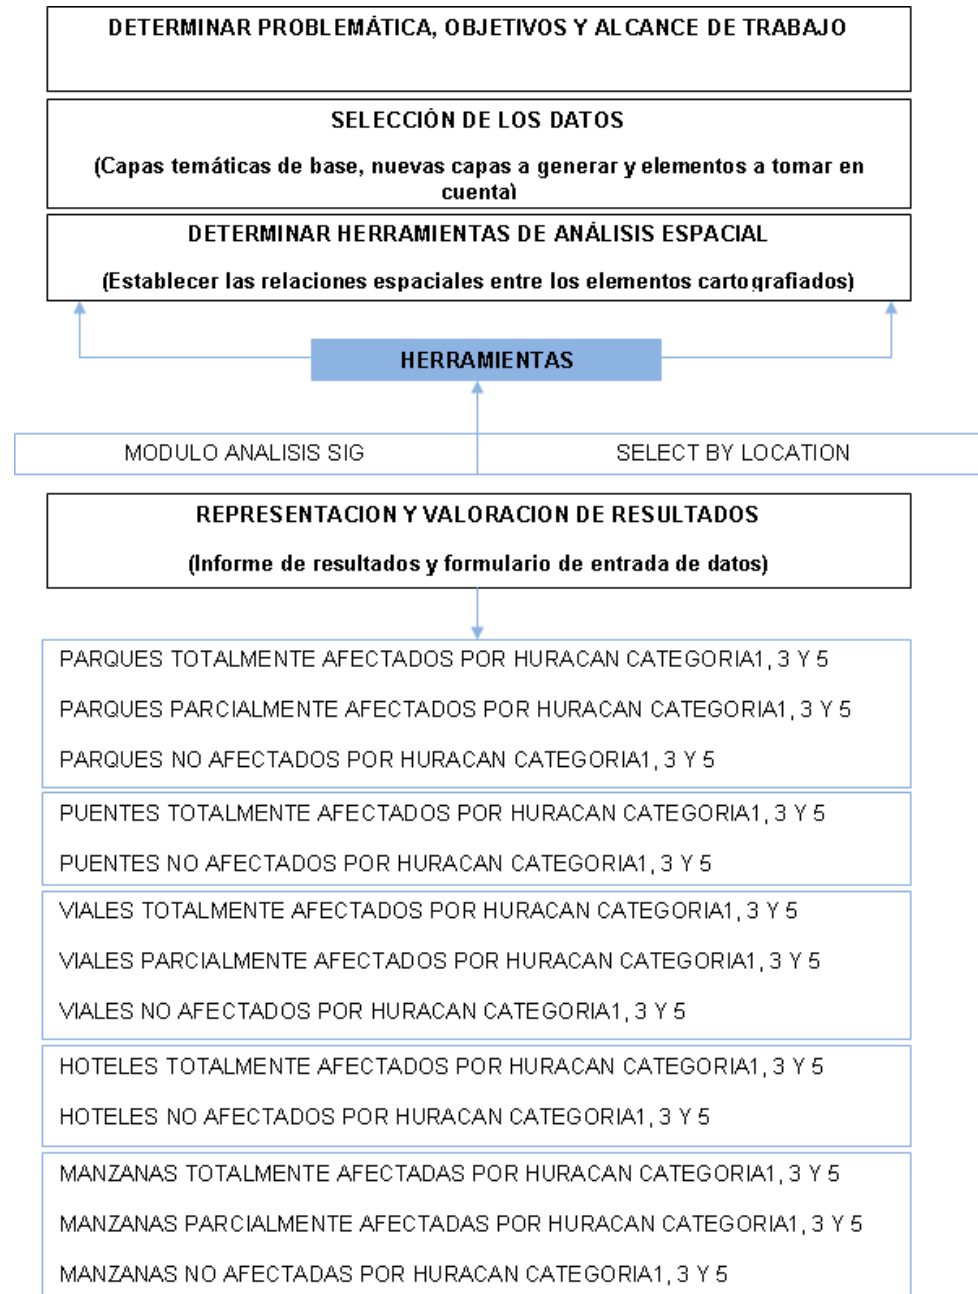 DETERMINAR PROBLEMÁTICA, OBJETIVOS Y ALCANCE DE TRABAJO
SELECCIÓN DE LOS DATOS
(Capas temáticas de base, nuevas capas a generar y elementos a tomar en
cuenta)
DETERMINAR HERRAMIENTAS DE ANÁLISIS ESPACIAL
(Establecer las relaciones espaciales entre los elementos cartografiados)
HERRAMIENTAS
MODULO ANALISIS SIG
SELECT BY LOCATION
REPRESENTACION Y VALORACION DE RESULTADOS
(Informe de resultados y formulario de entrada de datos)
PARQUES TOTALMENTE AFECTADOS POR HURACAN CATEGORIA1, 3 Y 5
PARQUES PARCIALMENTE AFECTADOS POR HURACAN CATEGORIA1, 3 Y 5
PARQUES NO AFECTADOS POR HURACAN CATEGORIA1, 3 Y 5
PUENTES TOTALMENTE AFECTADOS POR HURACAN CATEGORIA1, 3 Y 5
PUENTES NO AFECTADOS POR HURACAN CATEGORIA1, 3 Y 5
VIALES TOTALMENTE AFECTADOS POR HURACAN CATEGORIA1, 3 Y 5
VIALES PARCIALMENTE AFECTADOS POR HURACAN CATEGORIA1, 3 Y 5
VIALES NO AFECTADOS POR HURACAN CATEGORIA1, 3 Y 5
HOTELES TOTALMENTE AFECTADOS POR HURACAN CATEGORIA1, 3 Y 5
HOTELES NO AFECTADOS POR HURACAN CATEGORIA1, 3 Y 5
MANZANAS TOTALMENTE AFECTADAS POR HURACAN CATEGORIA1, 3 Y 5
MANZANAS PARCIALMENTE AFECTADAS POR HURACAN CATEGORIA1, 3 Y 5
MANZANAS NO AFECTADAS POR HURACAN CATEGORIA1, 3 Y 5